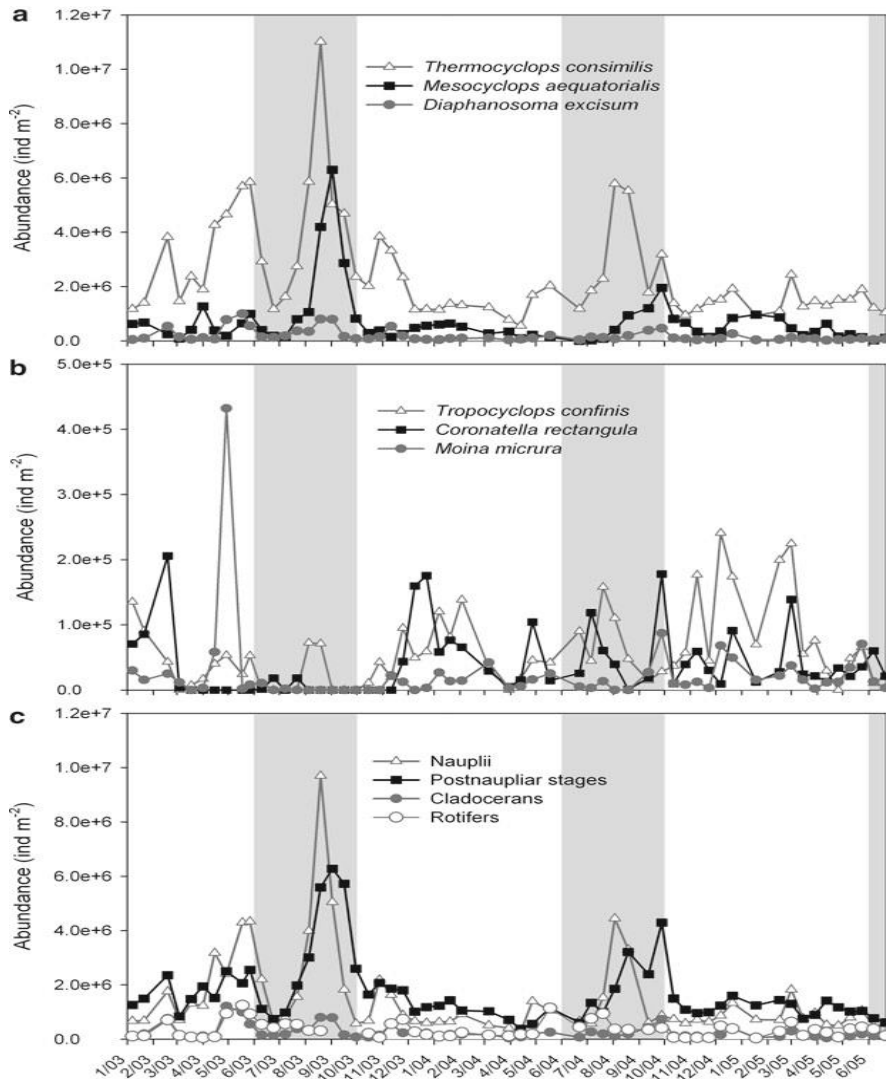 a
1.2e+7
1.0e+7
8.0e+6
6.0e+6
4.0e+6
2.0e+6
0.0
Abundance (ind m-2)
Thermocyclops consimilis
Mesocyclops aequatorialis
Diaphanosoma excisum
b
5.0e+5
4.0e+5
3.0e+5
2.0e+5
1.0e+5
0.0
Abundance (ind m-2)
Tropocyclops confinis
Coronatella rectangula
Moina micrura
c
1.2e+7
1.0e+7
8.0e+6
6.0e+6
4.0e+6
2.0e+6
0.0
Abundance (ind m-2)
Nauplii
Postnaupliar stages
Cladocerans
Rotifers
1/03 2/03 3/03 4/03 5/03 6/03 7/03 8/03 9/03 10/03 11/03 12/03 1/04 2/04 3/04 4/04 5/04 6/04 7/04 8/04 9/04 10/04 11/04 12/04 1/05 2/05 3/05 4/05 5/05 6/05